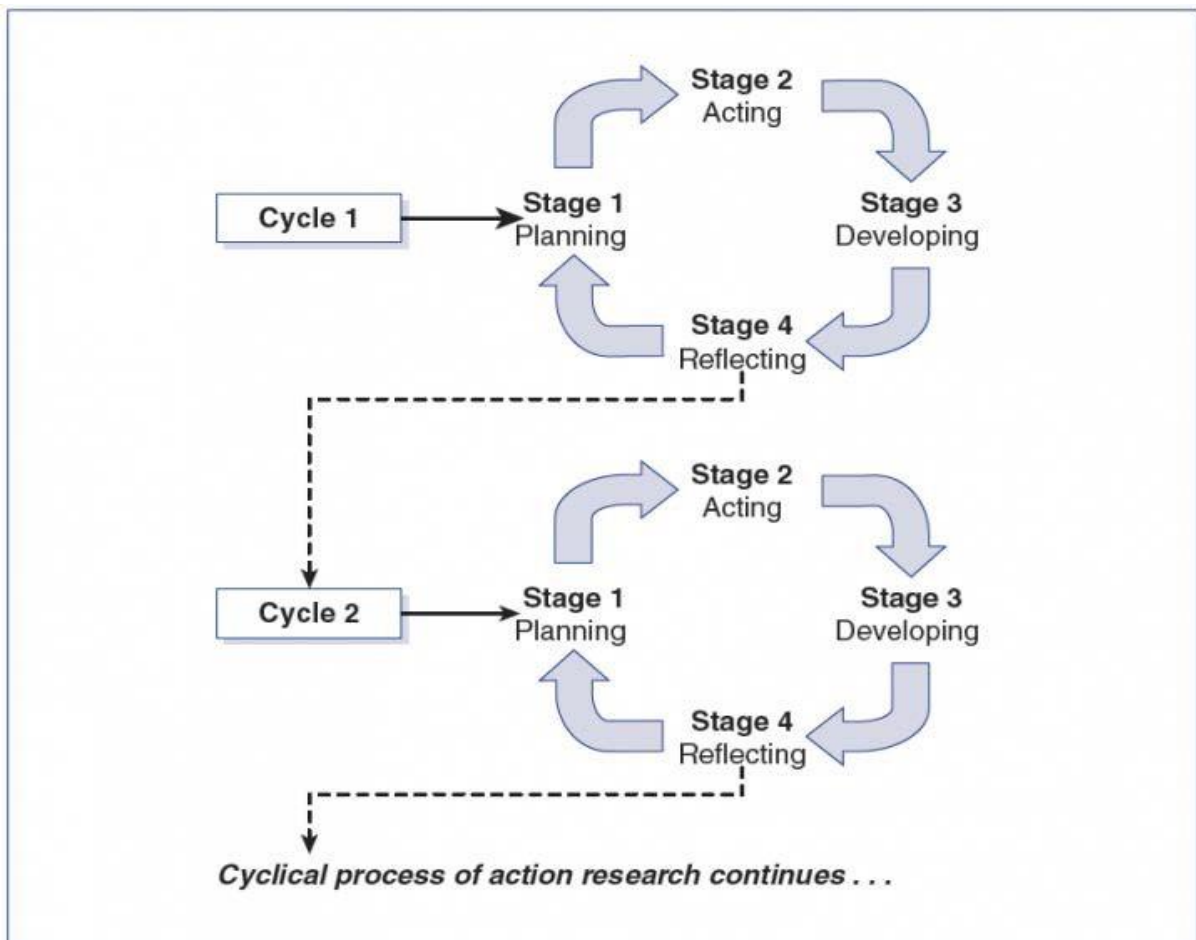 Stage 2
Acting
Cycle 1
Stage 1
Planning
Stage 3
Developing
Stage 4
Reflecting
Stage 2
Acting
Cycle 2
Stage 1
Planning
Stage 3
Developing
Stage 4
Reflecting
Cyclical process of action research continues . . .